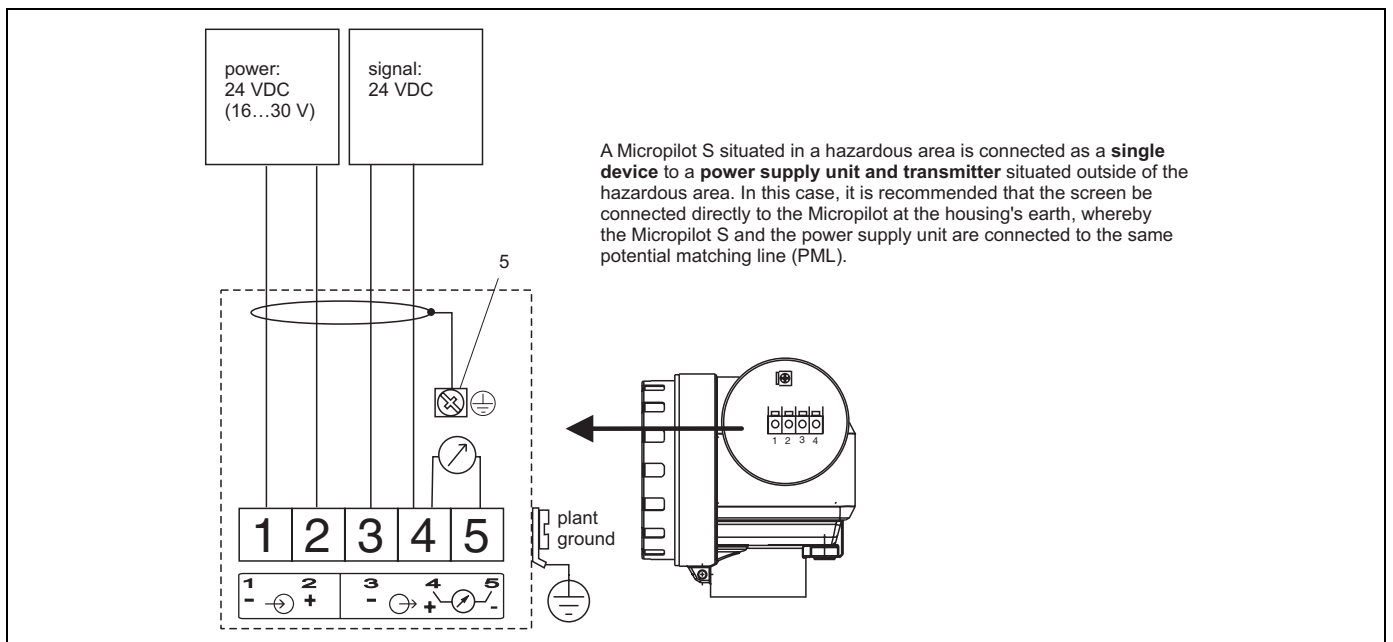 power:
24 VDC
(16…30 V)
signal:
24 VDC
A Micropilot S situated in a hazardous area is connected as a single
device to a power supply unit and transmitter situated outside of the
hazardous area. In this case, it is recommended that the screen be
connected directly to the Micropilot at the housing's earth, whereby
the Micropilot S and the power supply unit are connected to the same
potential matching line (PML).
5
1 2 3 4
1 2 3 4 5
plant
ground
1 2 3 4 5
- + - + -